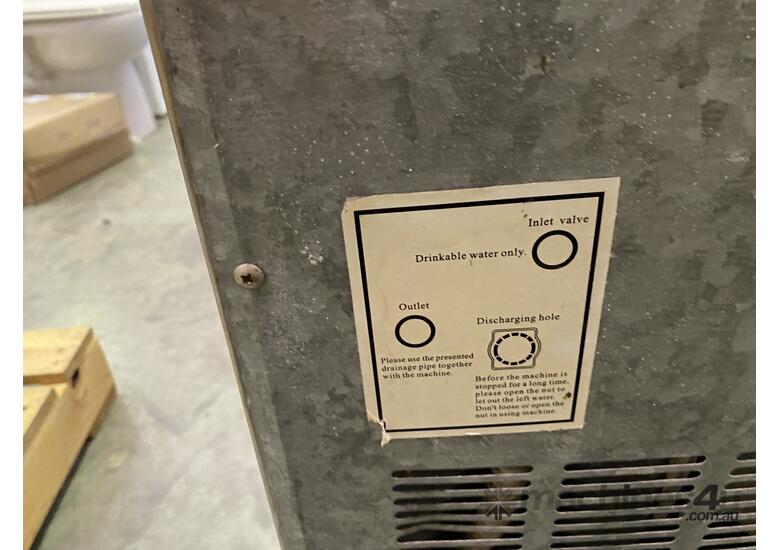 Inlet valve
Drinkable water only.
Outlet
Discharging hole
Please use the presented
drainage pipe together
with the machine.
Before the machine is
stopped for a long time,
please open the nut to
let out the left water.
Don't loose or open the
nut in using machine.
machines4u
.com.au